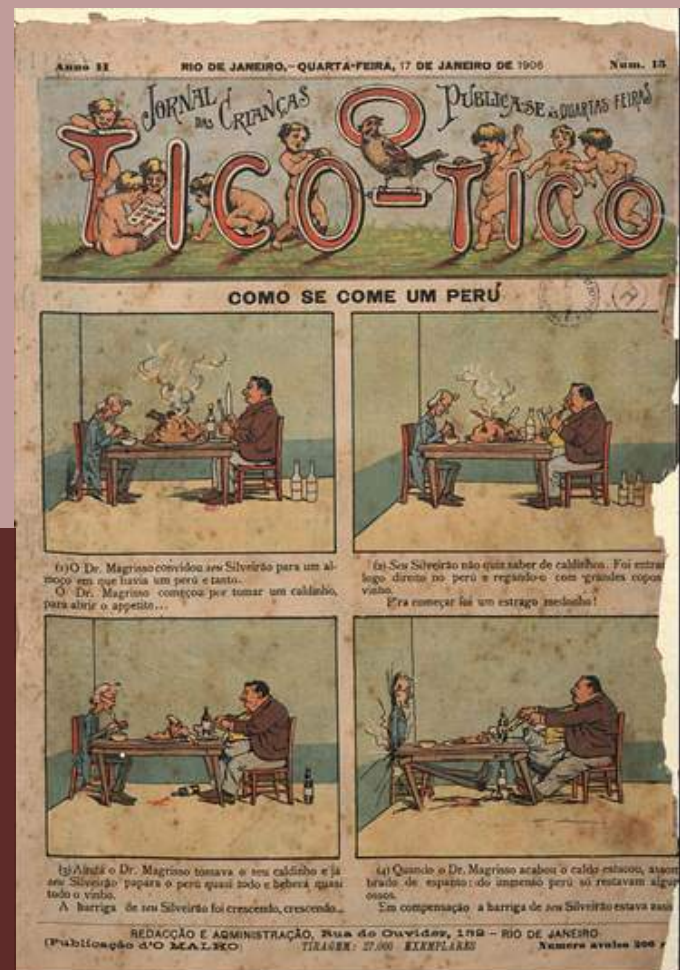 Anno II RIO DE JANEIRO,-QUARTA-FEIRA, 17 DE JANEIRO DE 1906 Num. 15
JORNAL DAS CRIANÇAS PUBLICA-SE ÀS QUARTAS FEIRAS
O TICO-TICO
COMO SE COME UM PERÚ
(1) O Dr. Magrisso convidou seu Silveirão para um al-
moço em que havia um perú e tanto.
O Dr. Magrisso começou por tomar um caldinho,
para abrir o appetite...
(2) Seu Silveirão não quiz saber de caldinhos. Foi
logo direito no perú e regando-o com grandes copos
vinho.
P'ra começar foi um estrago medonho!
(3) Ainda o Dr. Magrisso tomava o seu caldinho e já
seu Silveirão papara o perú quasi todo e bebera quasi
todo o vinho.
A barriga de seu Silveirão foi crescendo, crescendo...
(4) Quando o Dr. Magrisso acabou o caldo estacou,
brado de espanto: do immenso perú só restavam
ossos.
Em compensação a barriga de seu Silveirão estava
REDACÇÃO E ADMINISTRAÇÃO, Rua do Ouvidor, 132 - RIO DE JANEIRO
(Publicação d'O MALHO) TIRAGEM: 27.000 EXEMPLARES Numero avulso 200